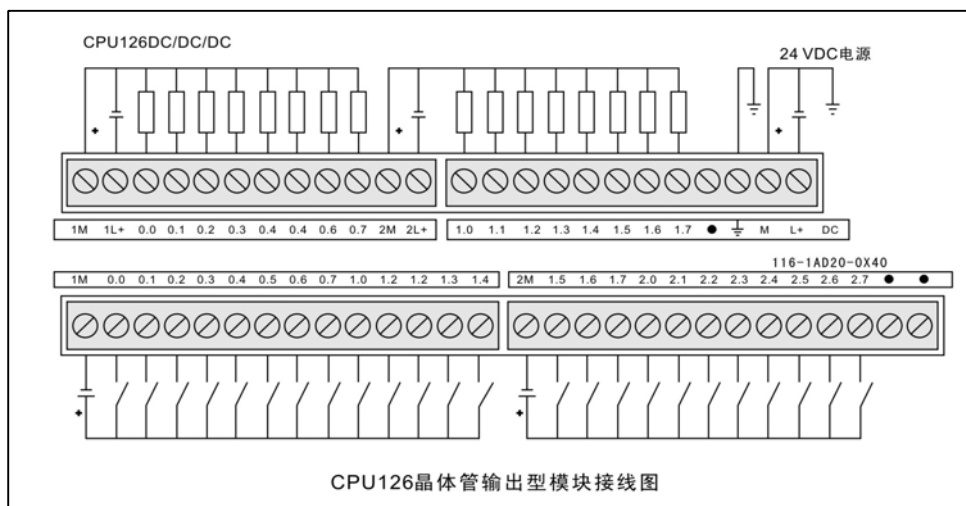 CPU126DC/DC/DC
24 VDC电源
1M 1L+ 0.0 0.1 0.2 0.3 0.4 0.4 0.6 0.7 2M 2L+ 1.0 1.1 1.2 1.3 1.4 1.5 1.6 1.7 ● M L+ DC
116-1AD20-0X40
1M 0.0 0.1 0.2 0.3 0.4 0.5 0.6 0.7 1.0 1.2 1.2 1.3 1.4 2M 1.5 1.6 1.7 2.0 2.1 2.2 2.3 2.4 2.5 2.6 2.7 ● ●
CPU126晶体管输出型模块接线图